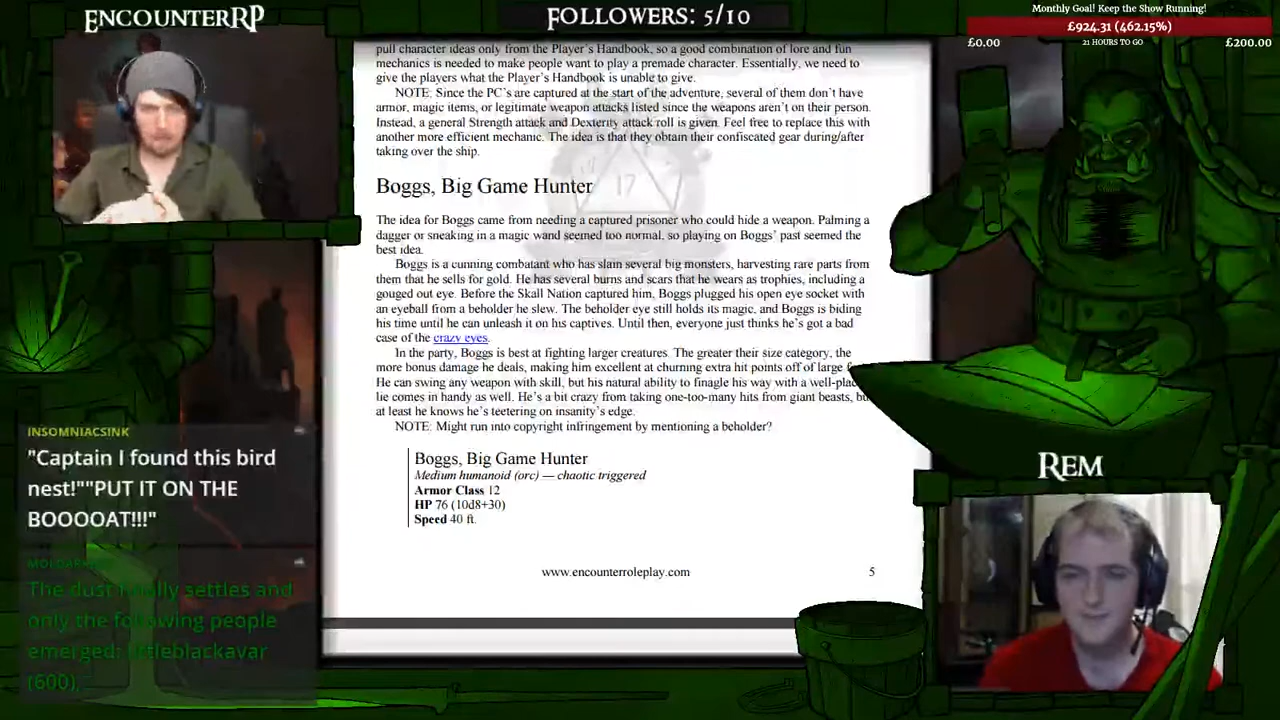 ENCOUNTERRP
FOLLOWERS: 5/10
Monthly Goal! Keep the Show Running!
£924.31 (462.15%)
£0.00
21 HOURS TO GO
£200.00
pull character ideas only from the Player's Handbook, so a good combination of lore and fun
mechanics is needed to make people want to play a premade character. Essentially, we need to
give the players what the Player's Handbook is unable to give.
NOTE: Since the PC's are captured at the start of the adventure, several of them don't have
armor, magic items, or legitimate weapon attacks listed since the weapons aren't on their person.
Instead, a general Strength attack and Dexterity attack roll is given. Feel free to replace this with
another more efficient mechanic. The idea is that they obtain their confiscated gear during/after
taking over the ship.
17
Boggs, Big Game Hunter
The idea for Boggs came from needing a captured prisoner who could hide a weapon. Palming a
dagger or sneaking in a magic wand seemed too normal, so playing on Boggs' past seemed the
best idea.
Boggs is a cunning combatant who has slain several big monsters, harvesting rare parts from
them that he sells for gold. He has several burns and scars that he wears as trophies, including a
gouged out eye. Before the Skall Nation captured him, Boggs plugged his open eye socket with
an eyeball from a beholder he slew. The beholder eye still holds its magic, and Boggs is biding
his time until he can unleash it on his captives. Until then, everyone just thinks he's got a bad
case of the crazy eyes.
In the party, Boggs is best at fighting larger creatures. The greater their size category, the
more bonus damage he deals, making him excellent at churning extra hit points off of large
He can swing any weapon with skill, but his natural ability to finagle his way with a
lie comes in handy as well. He's a bit crazy from taking one-too-many hits from giant beasts,
at least he knows he's teetering on insanity's edge.
NOTE: Might run into copyright infringement by mentioning a beholder?
Boggs, Big Game Hunter
Medium humanoid (orc) — chaotic triggered
Armor Class 12
HP 76 (10d8+30)
Speed 40 ft.
www.encounterroleplay.com
5
INSOMNIACSINK
"Captain I found this bird
nest!""PUT IT ON THE
BOOOOAT!!!"
The dust finally settles and
only the following people
emerged: littleblackavar
(600),
REM